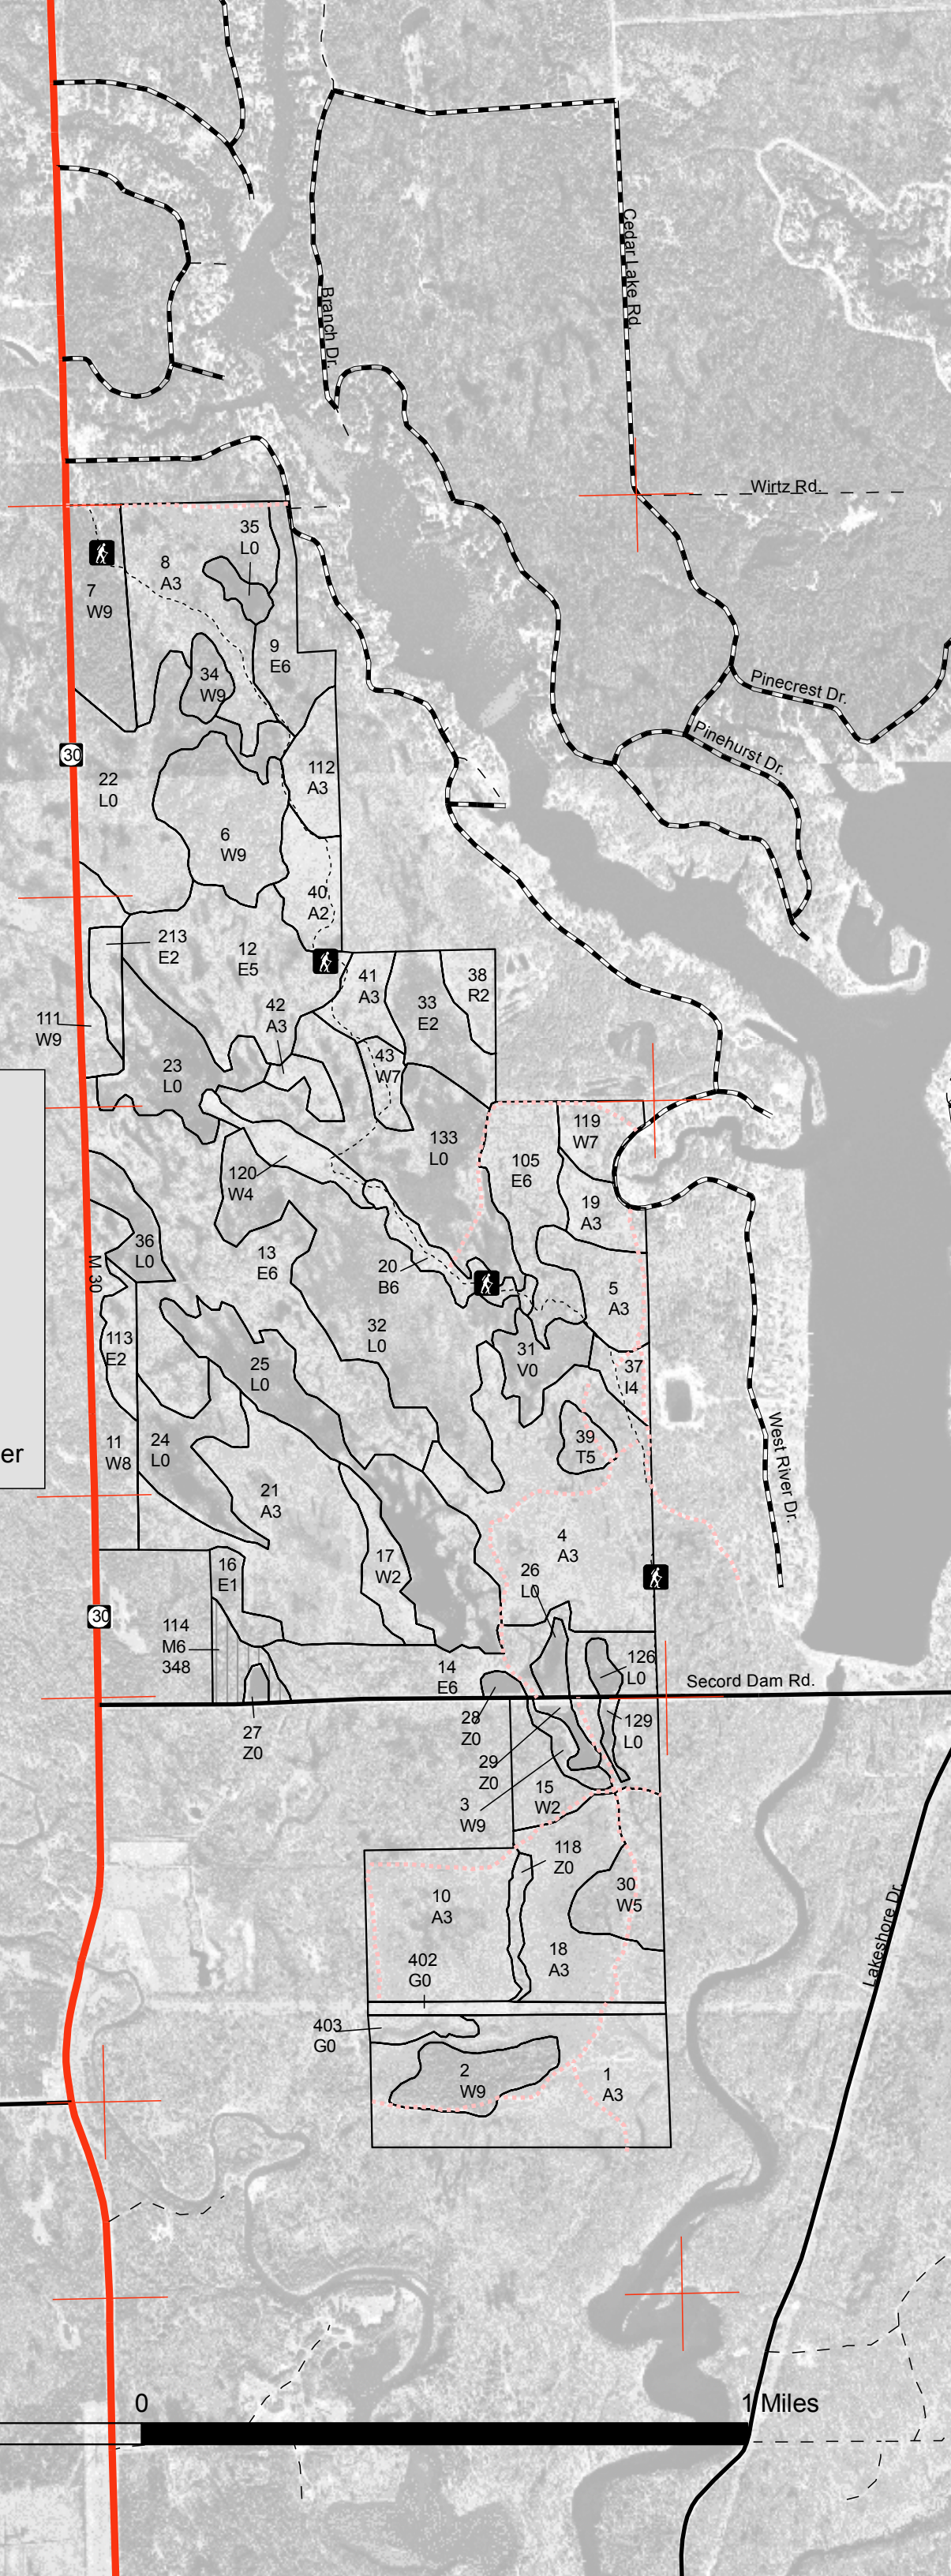 Cedar Lake Rd.
Branch Dr.
Wirtz Rd.
35
L0
8
A3
7
W9
9
E6
34
W9
Pinecrest Dr.
Pinehurst Dr.
30
112
A3
22
L0
6
W9
40
A2
213
E2
12
E5
41
A3
38
R2
33
E2
42
A3
111
W9
43
W7
23
L0
119
W7
133
L0
105
E6
120
W4
19
A3
36
L0
13
E6
M 30
20
B6
5
A3
32
L0
113
E2
31
V0
25
L0
37
I4
West River Dr.
39
T5
11
W8
24
L0
er
21
A3
4
A3
17
W2
16
E1
26
L0
30
114
M6
348
14
E6
126
L0
Secord Dam Rd.
28
Z0
129
L0
27
Z0
29
Z0
15
W2
3
W9
118
Z0
30
W5
10
A3
Lakeshore Dr.
18
A3
402
G0
403
G0
2
W9
1
A3
0
1 Miles